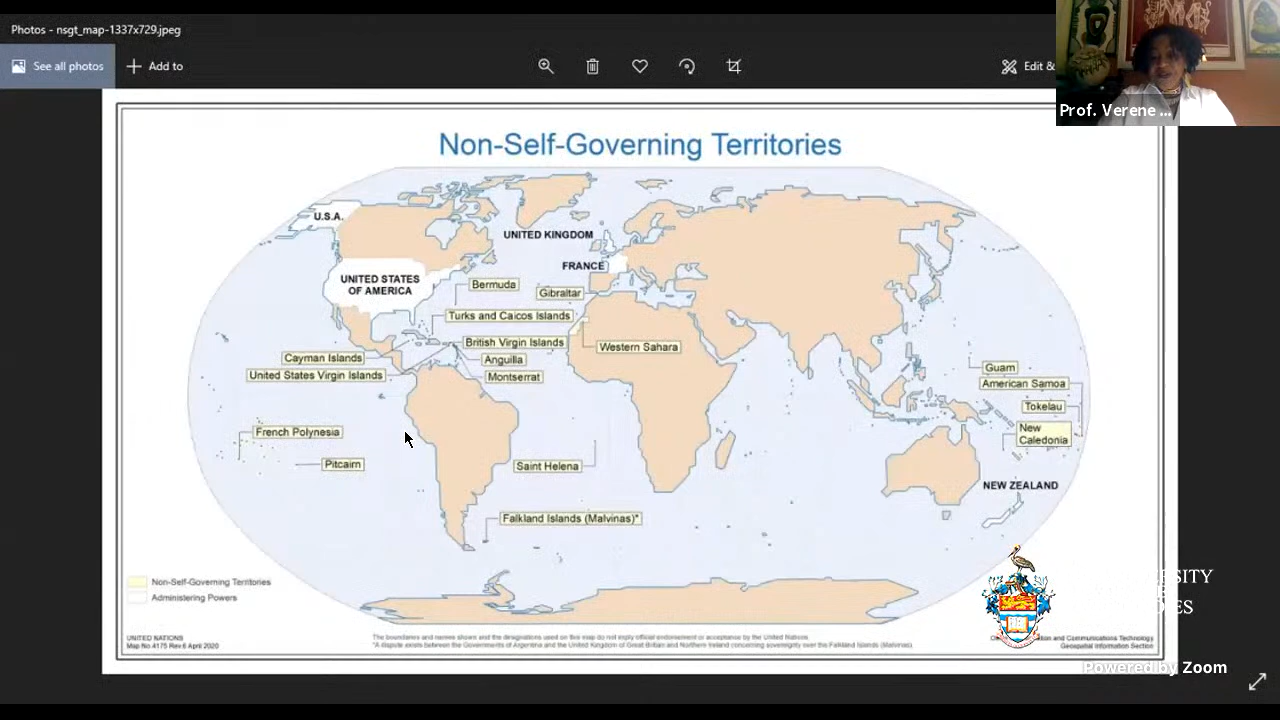 Photos - nsgt_map-1337x729.jpeg
See all photos
Add to
Edit &
Prof. Verene ...
Non-Self-Governing Territories
U.S.A.
UNITED KINGDOM
FRANCE
UNITED STATES
OF AMERICA
Bermuda
Gibraltar
Turks and Caicos Islands
British Virgin Islands
Western Sahara
Cayman Islands
Anguilla
United States Virgin Islands
Montserrat
Guam
American Samoa
Tokelau
New
Caledonia
French Polynesia
Pitcairn
Saint Helena
NEW ZEALAND
Falkland Islands (Malvinas)*
Non-Self-Governing Territories
Administering Powers
UNITED NATIONS
Map No.4175 Rev.6 April 2020
The boundaries and names shown and the designations used on this map do not imply official endorsement or acceptance by the United Nations.
*A dispute exists between the Governments of Argentina and the United Kingdom of Great Britain and Northern Ireland concerning sovereignty over the Falkland Islands (Malvinas).
and Communications Technology
Geospatial Information Section
Powered by Zoom